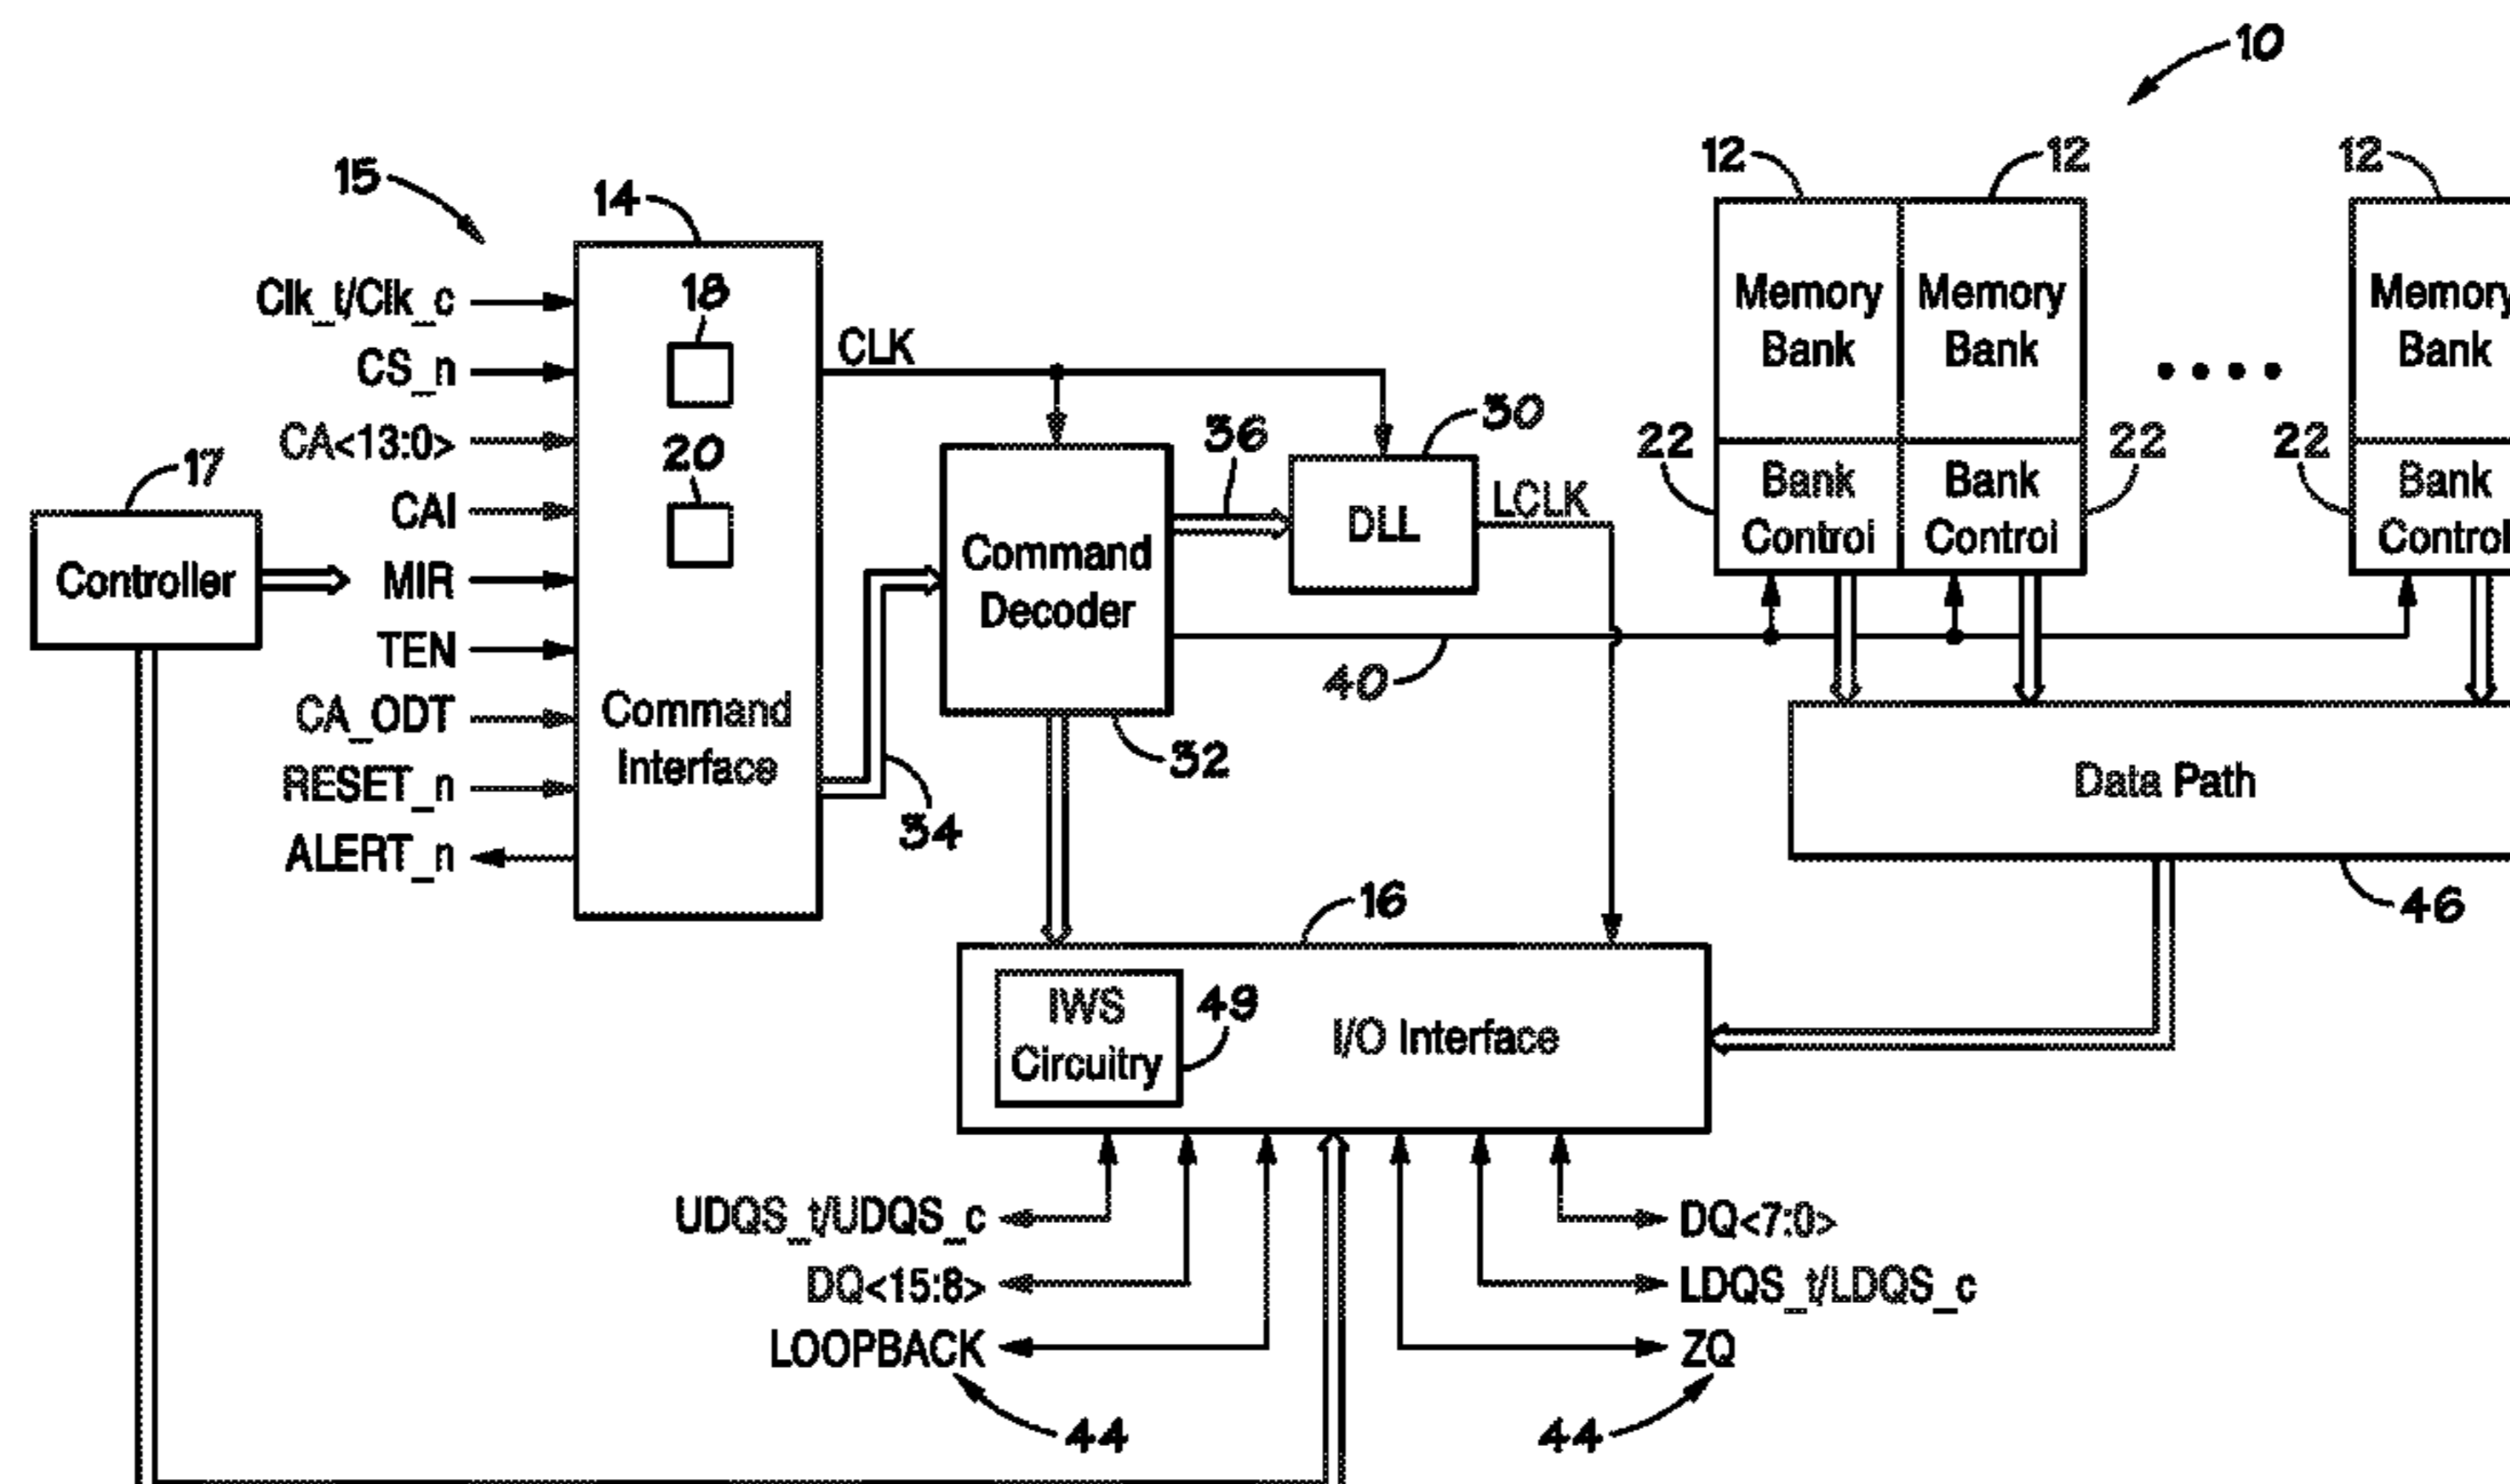 10
12
12
12
15
14
Clk_t/Clk_c
18
Memory
Bank
Memory
Bank
Memory
Bank
CLK
CS_n
CA<13:0>
20
36
30
22
22
22
17
CAI
DLL
LCLK
Bank
Control
Bank
Control
Bank
Control
Controller
MIR
Command
Decoder
TEN
40
CA_ODT
Command
Interface
32
Data Path
RESET_n
34
ALERT_n
16
46
IWS
Circuitry
49
I/O Interface
UDQS_t/UDQS_c
DQ<7:0>
DQ<15:8>
LDQS_t/LDQS_c
LOOPBACK
ZQ
44
44